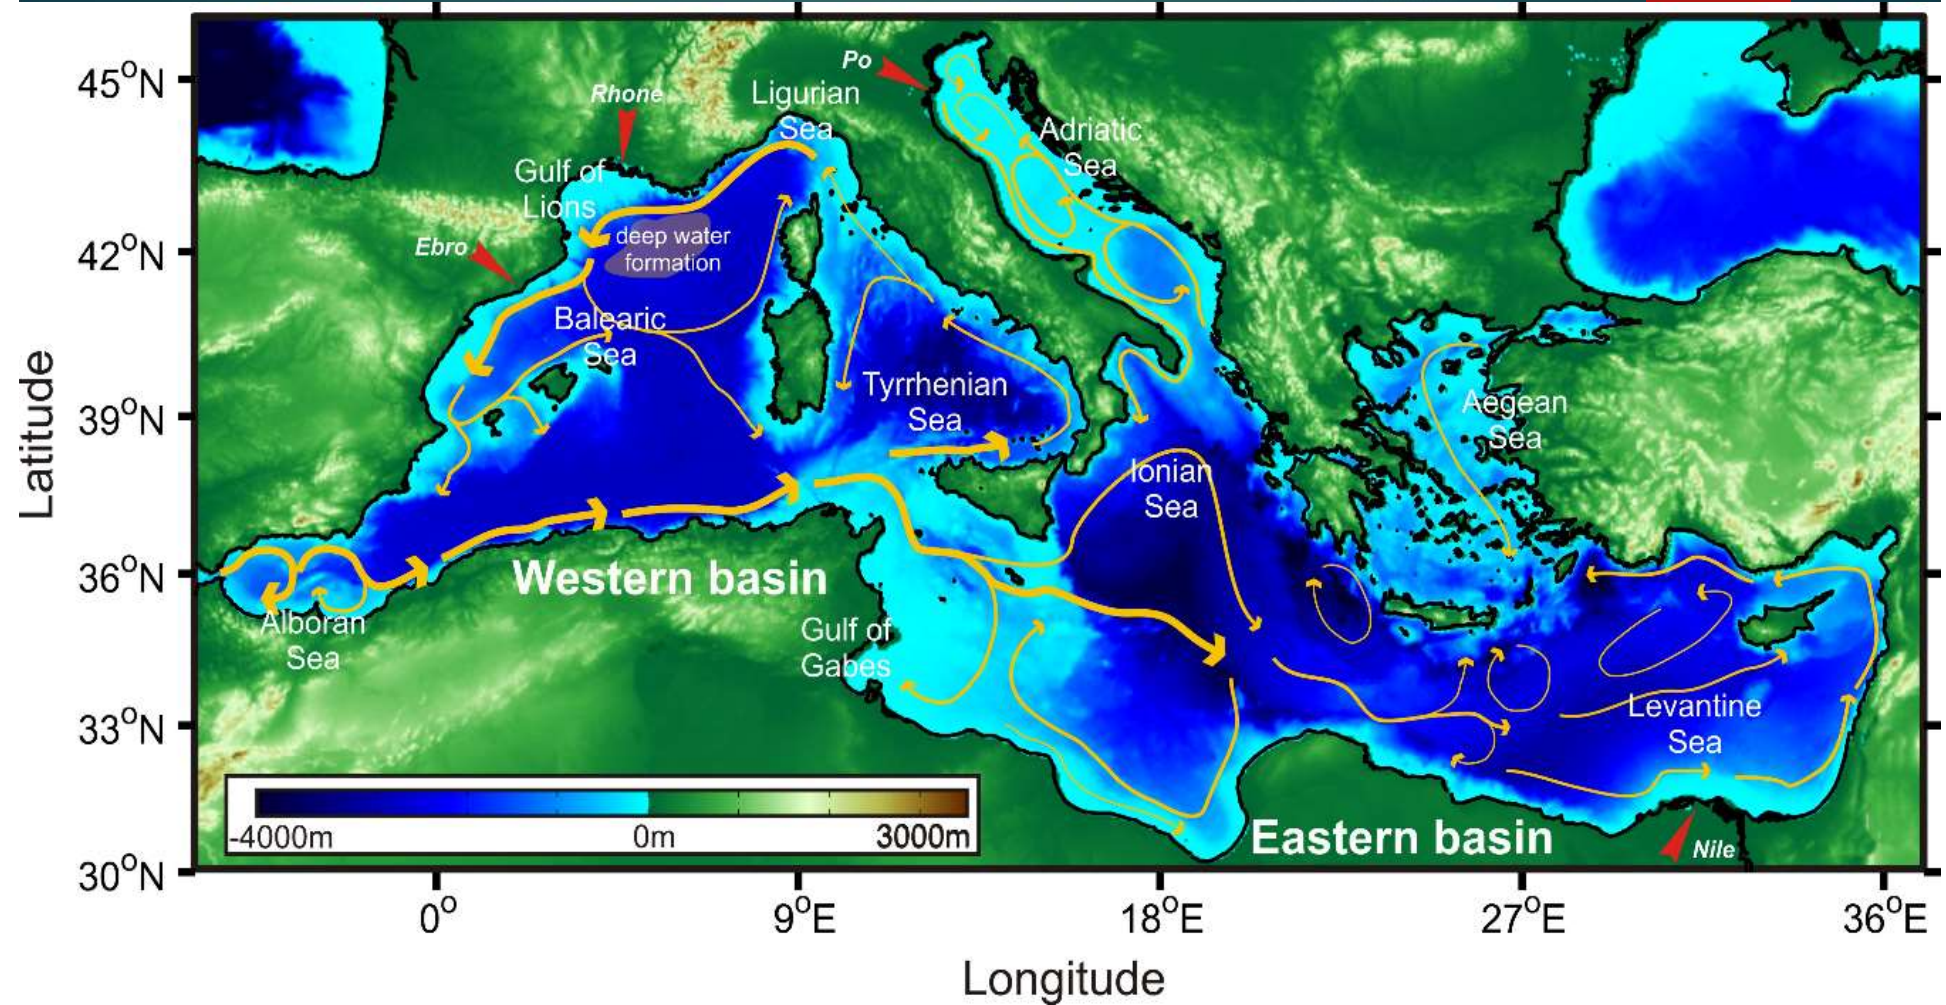 45°N
42°N
39°N
36°N
33°N
30°N
Latitude
Po
Rhone
Ligurian
Sea
Adriatic
Sea
Gulf of
Lions
Ebro
deep water
formation
Balearic
Sea
Tyrrhenian
Sea
Aegean
Sea
Ionian
Sea
Western basin
Alboran
Sea
Gulf of
Gabes
Levantine
Sea
-4000m
0m
3000m
Eastern basin
Nile
0°
9°E
18°E
27°E
36°E
Longitude